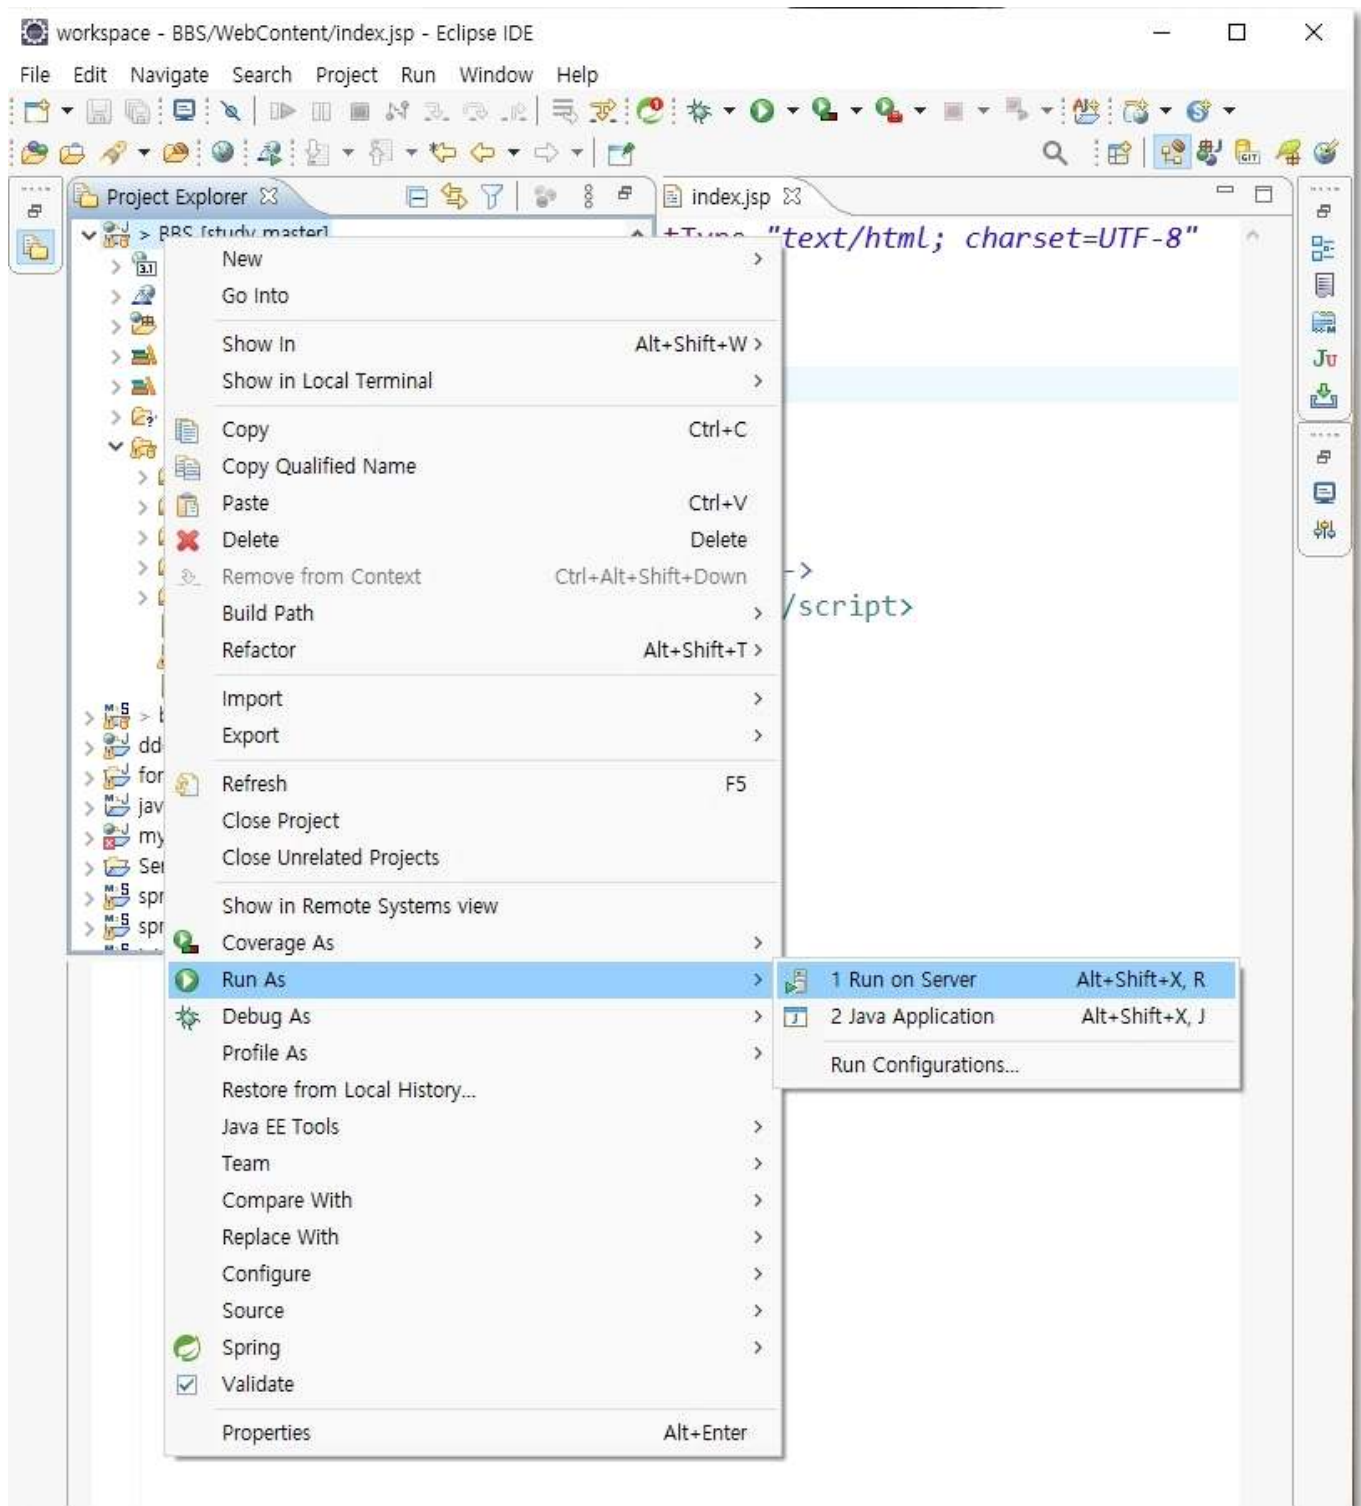 workspace - BBS/WebContent/index.jsp - Eclipse IDE
File Edit Navigate Search Project Run Window Help
Project Explorer
index.jsp
> BBS [study master]
"text/html; charset=UTF-8"
New
3.1
Go Into
Show In Alt+Shift+W
Show in Local Terminal
Copy Ctrl+C
Copy Qualified Name
Paste Ctrl+V
Delete Delete
Remove from Context Ctrl+Alt+Shift+Down
->
Build Path
/script>
Refactor Alt+Shift+T
Import
Export
dd
for
Refresh F5
jav
Close Project
my
Close Unrelated Projects
Ser
spr
Show in Remote Systems view
spr
Coverage As
Run As
1 Run on Server Alt+Shift+X, R
Debug As
2 Java Application Alt+Shift+X, J
Profile As
Run Configurations...
Restore from Local History...
Java EE Tools
Team
Compare With
Replace With
Configure
Source
Spring
Validate
Properties Alt+Enter